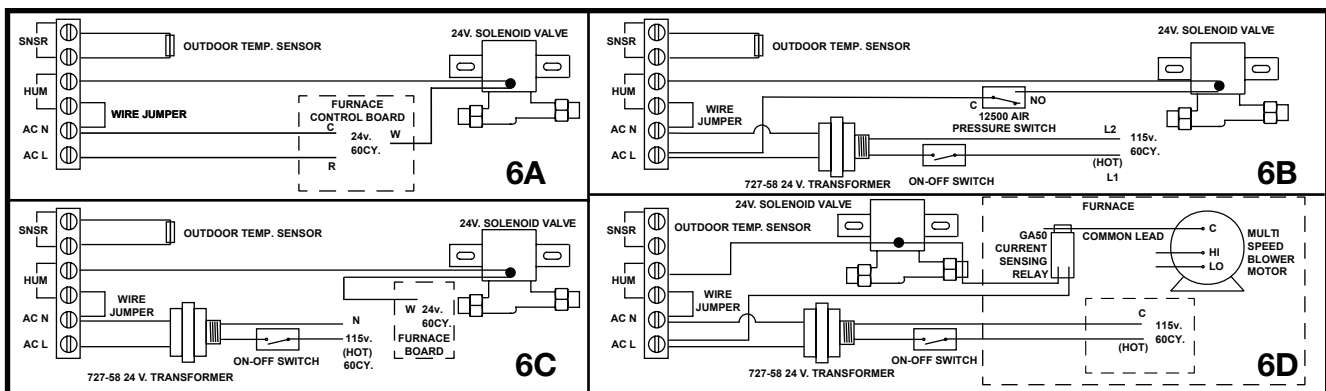 SNSR
OUTDOOR TEMP. SENSOR
24V. SOLENOID VALVE
HUM
WIRE JUMPER
FURNACE
CONTROL BOARD
C
24v.
60CY.
W
AC N
AC L
R
6A
SNSR
OUTDOOR TEMP. SENSOR
24V. SOLENOID VALVE
HUM
WIRE
JUMPER
C
NO
12500 AIR
PRESSURE SWITCH
AC N
AC L
L2
115v.
60CY.
(HOT)
L1
727-58 24 V. TRANSFORMER
ON-OFF SWITCH
6B
SNSR
OUTDOOR TEMP. SENSOR
24V. SOLENOID VALVE
HUM
WIRE
JUMPER
W
24v.
60CY.
FURNACE
BOARD
AC N
AC L
N
115v.
(HOT)
60CY.
ON-OFF SWITCH
727-58 24 V. TRANSFORMER
6C
SNSR
OUTDOOR TEMP. SENSOR
24V. SOLENOID VALVE
FURNACE
GA50
CURRENT
SENSING
RELAY
COMMON LEAD
C
HI
LO
MULTI
SPEED
BLOWER
MOTOR
HUM
WIRE
JUMPER
AC N
AC L
C
115v.
60CY.
(HOT)
ON-OFF SWITCH
727-58 24 V. TRANSFORMER
6D